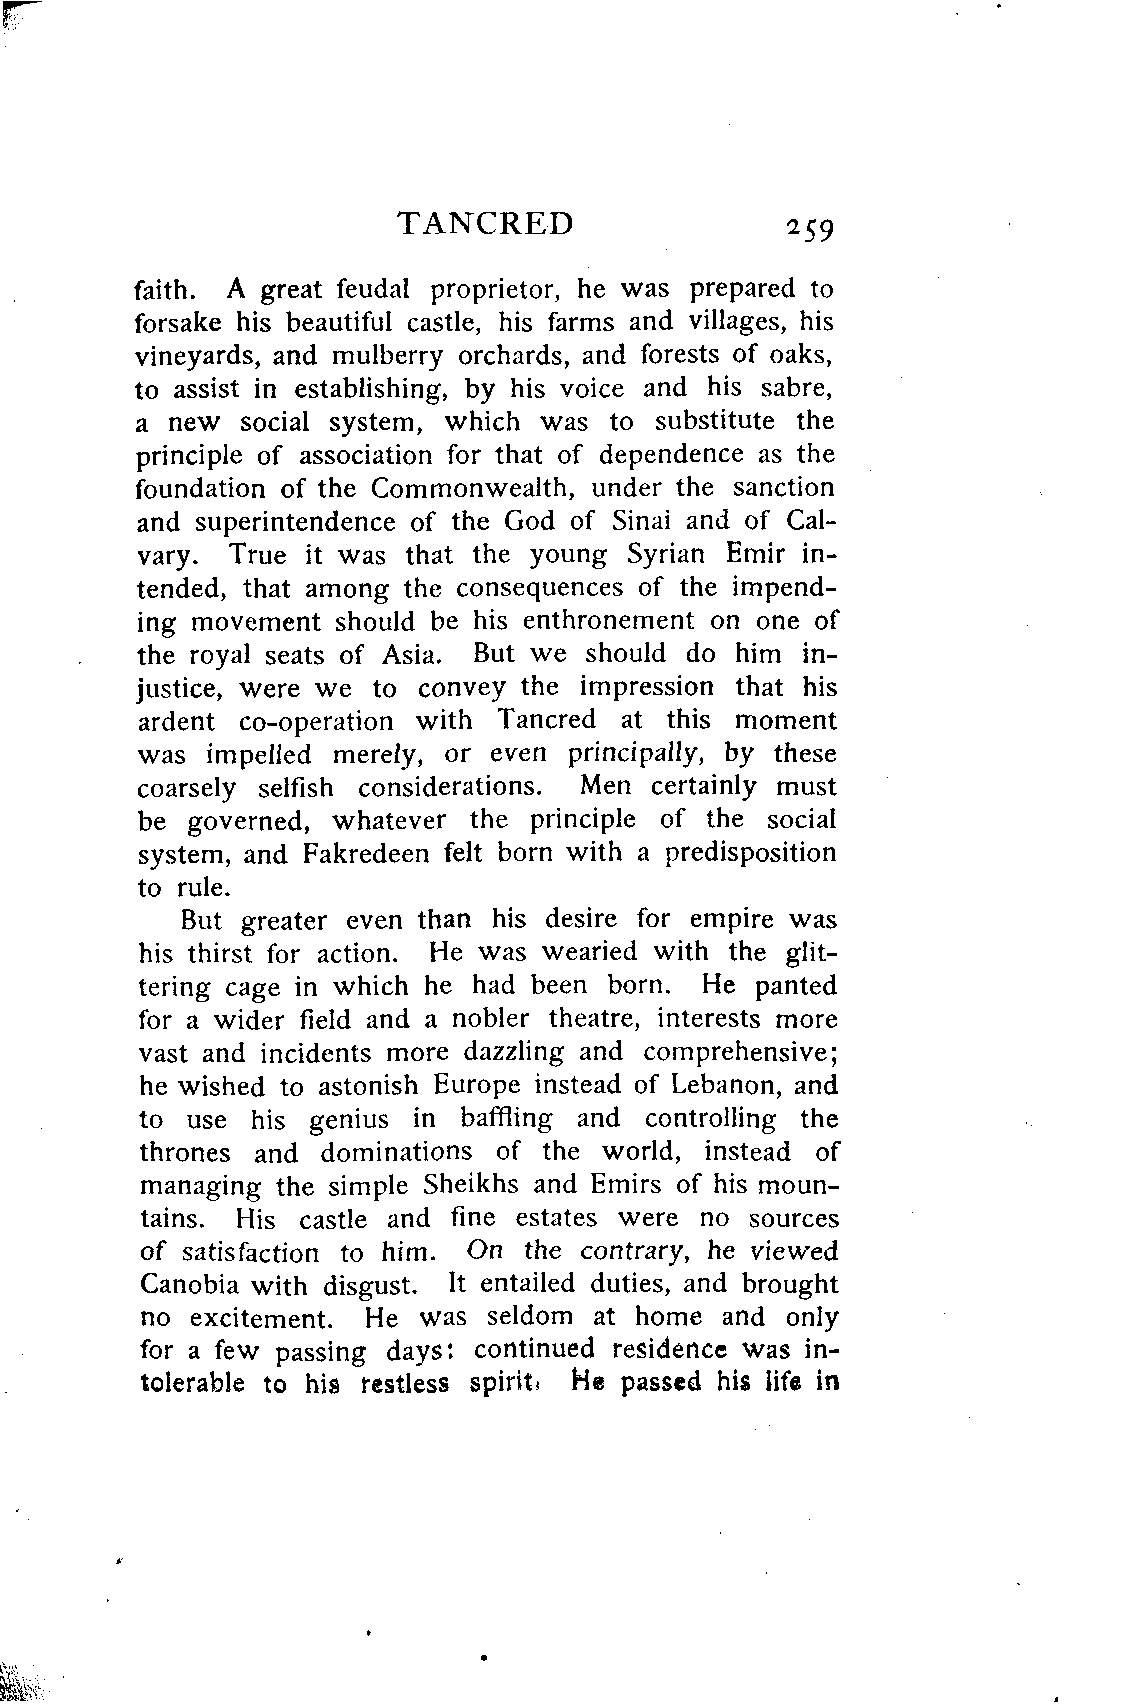 TANCRED 259
faith. A great feudal proprietor, he was prepared to
forsake his beautiful castle, his farms and villages, his
vineyards, and mulberry orchards, and forests of oaks,
to assist in establishing, by his voice and his sabre,
a new social system, which was to substitute the
principle of association for that of dependence as the
foundation of the Commonwealth, under the sanction
and superintendence of the God of Sinai and of Cal-
vary. True it was that the young Syrian Emir in-
tended, that among the consequences of the impend-
ing movement should be his enthronement on one of
the royal seats of Asia. But we should do him in-
justice, were we to convey the impression that his
ardent co-operation with Tancred at this moment
was impelled merely, or even principally, by these
coarsely selfish considerations. Men certainly must
be governed, whatever the principle of the social
system, and Fakredeen felt born with a predisposition
to rule.
But greater even than his desire for empire was
his thirst for action. He was wearied with the glit-
tering cage in which he had been born. He panted
for a wider field and a nobler theatre, interests more
vast and incidents more dazzling and comprehensive;
he wished to astonish Europe instead of Lebanon, and
to use his genius in baffling and controlling the
thrones and dominations of the world, instead of
managing the simple Sheikhs and Emirs of his moun-
tains. His castle and fine estates were no sources
of satisfaction to him. On the contrary, he viewed
Canobia with disgust. It entailed duties, and brought
no excitement. He was seldom at home and only
for a few passing days: continued residence was in-
tolerable to his restless spirit. He passed his life in